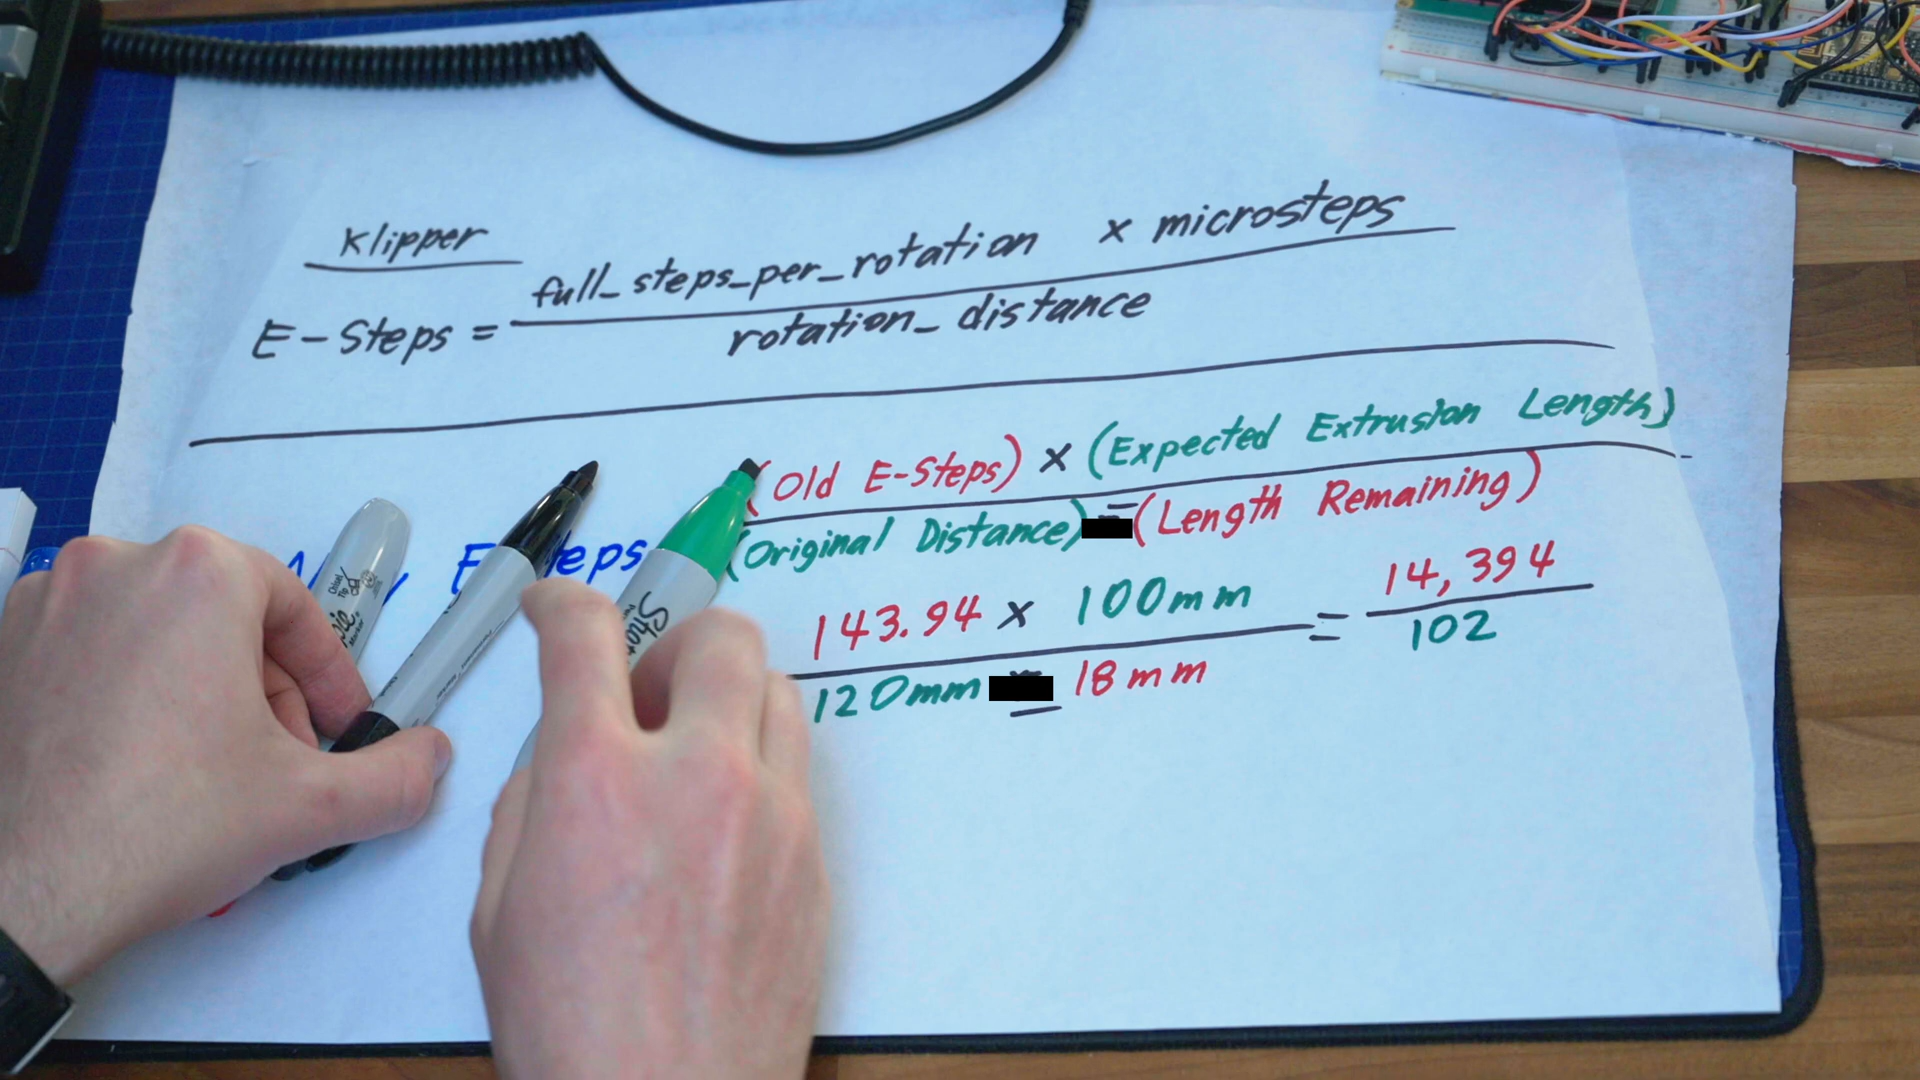 Klipper
full_steps_per_rotation x microsteps
E-Steps =
rotation_distance
(Old E-Steps) x (Expected Extrusion Length)
(Original Distance) (Length Remaining)
143.94 x 100mm = 14,394
120mm 18mm 102